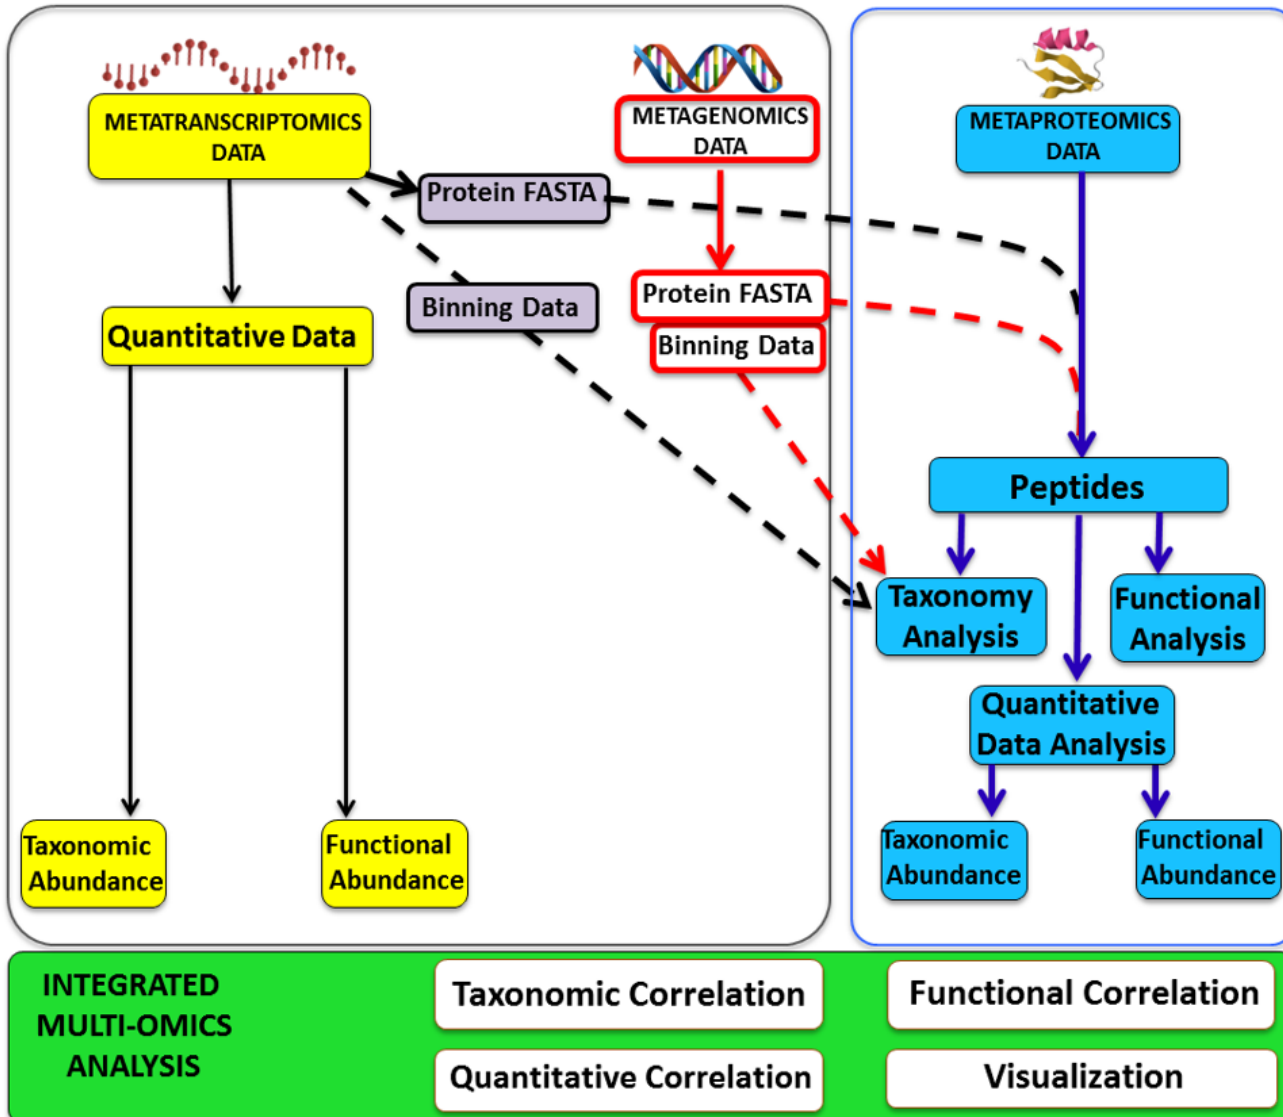 METATRANSCRIPTOMICS
DATA
METAGENOMICS
DATA
METAPROTEOMICS
DATA
Protein FASTA
Binning Data
Protein FASTA
Binning Data
Quantitative Data
Peptides
Taxonomy
Analysis
Functional
Analysis
Quantitative
Data Analysis
Taxonomic
Abundance
Functional
Abundance
Taxonomic
Abundance
Functional
Abundance
INTEGRATED
MULTI-OMICS
ANALYSIS
Taxonomic Correlation
Functional Correlation
Quantitative Correlation
Visualization